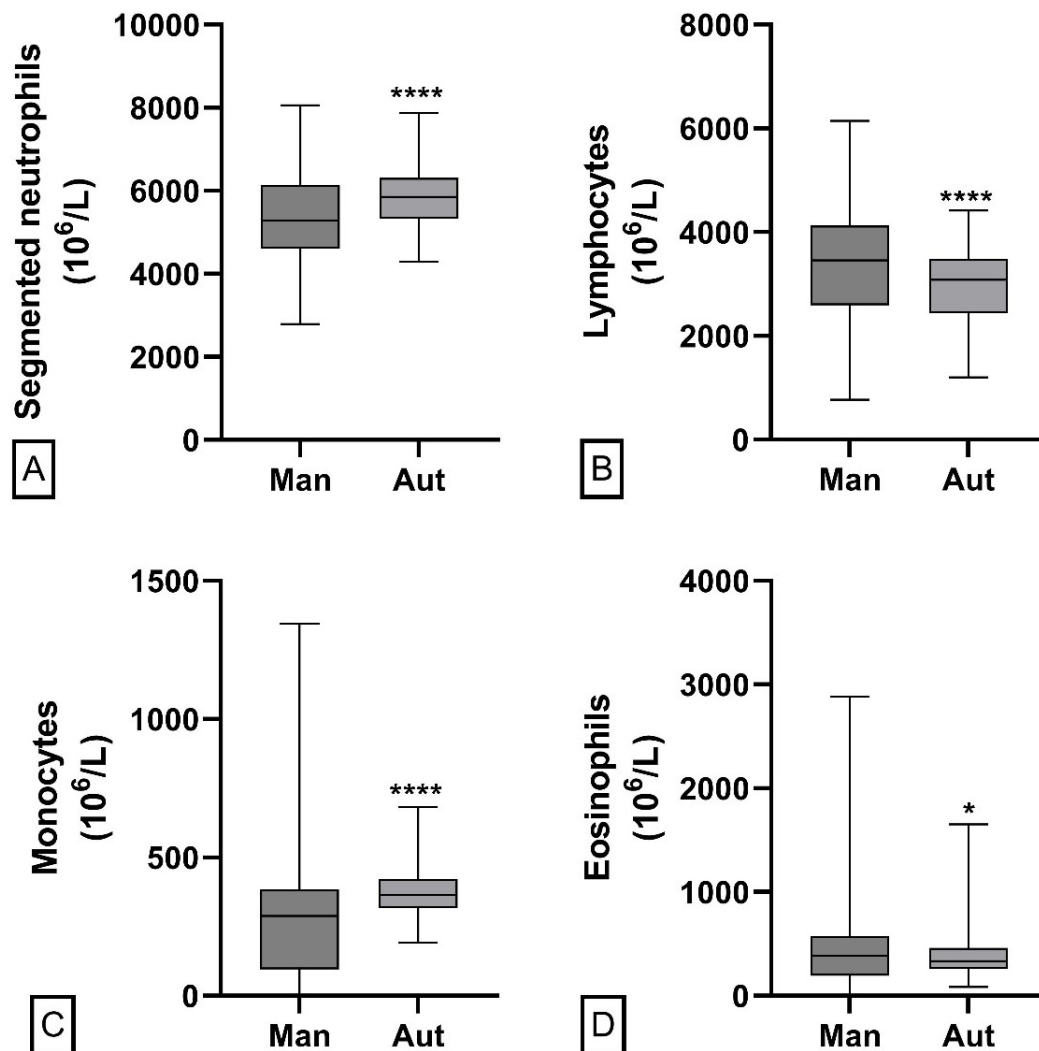 Segmented neutrophils
(10⁶/L)
10000
8000
6000
4000
2000
0
****
Man Aut
A
Lymphocytes
(10⁶/L)
8000
6000
4000
2000
0
****
Man Aut
B
Monocytes
(10⁶/L)
1500
1000
500
0
****
Man Aut
C
Eosinophils
(10⁶/L)
4000
3000
2000
1000
0
*
Man Aut
D